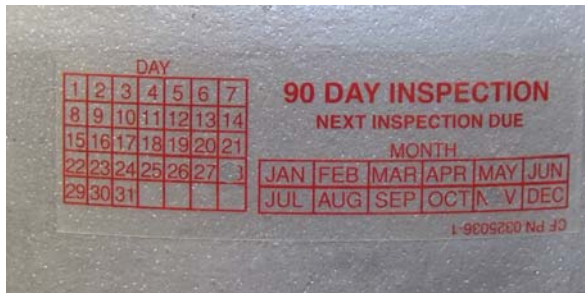 DAY
1 2 3 4 5 6 7
8 9 10 11 12 13 14
15 16 17 18 19 20 21
22 23 24 25 26 27
29 30 31
90 DAY INSPECTION
NEXT INSPECTION DUE
MONTH
JAN FEB MAR APR MAY JUN
JUL AUG SEP OCT DEC
CF PN 0325036-1